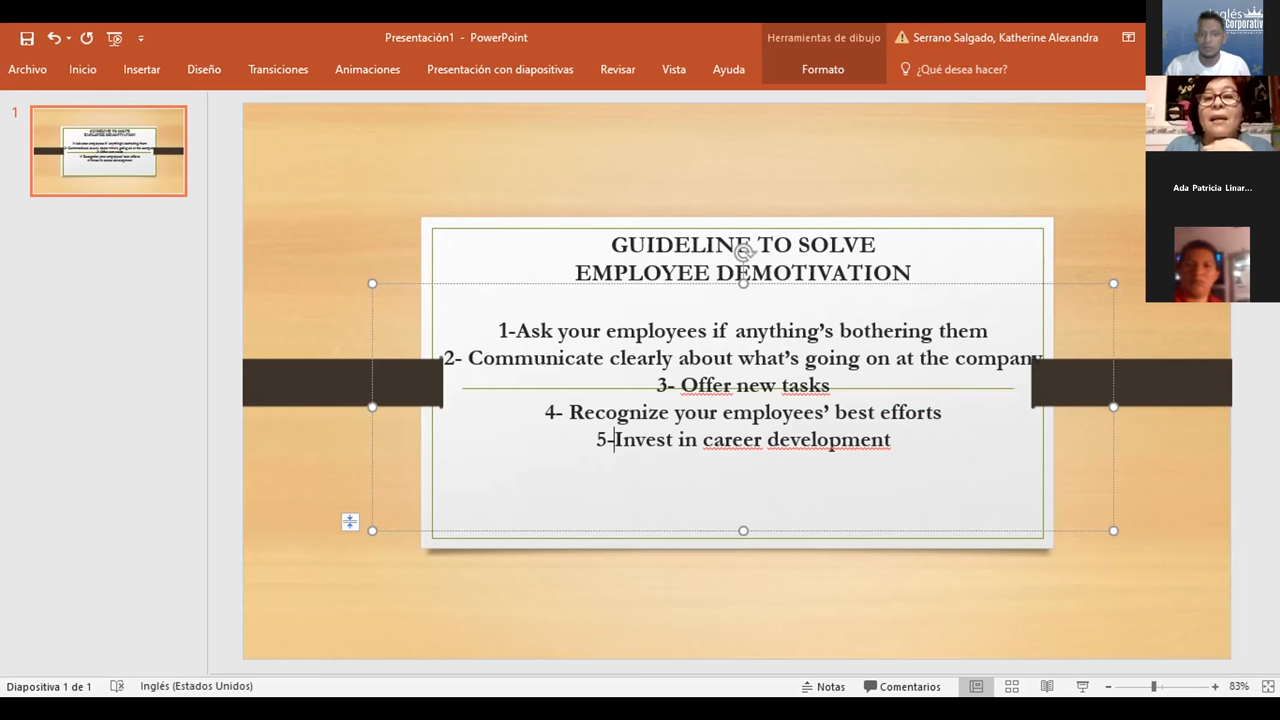 Inglés
Corporativo
Presentación1 - PowerPoint
Herramientas de dibujo
Serrano Salgado, Katherine Alexandra
Archivo
Inicio
Insertar
Diseño
Transiciones
Animaciones
Presentación con diapositivas
Revisar
Vista
Ayuda
Formato
¿Qué desea hacer?
1
Ada Patricia Linar...
GUIDELINE TO SOLVE
EMPLOYEE DEMOTIVATION
1-Ask your employees if anything's bothering them
2- Communicate clearly about what's going on at the company
3- Offer new tasks
4- Recognize your employees' best efforts
5-Invest in career development
Diapositiva 1 de 1
Inglés (Estados Unidos)
Notas
Comentarios
83%